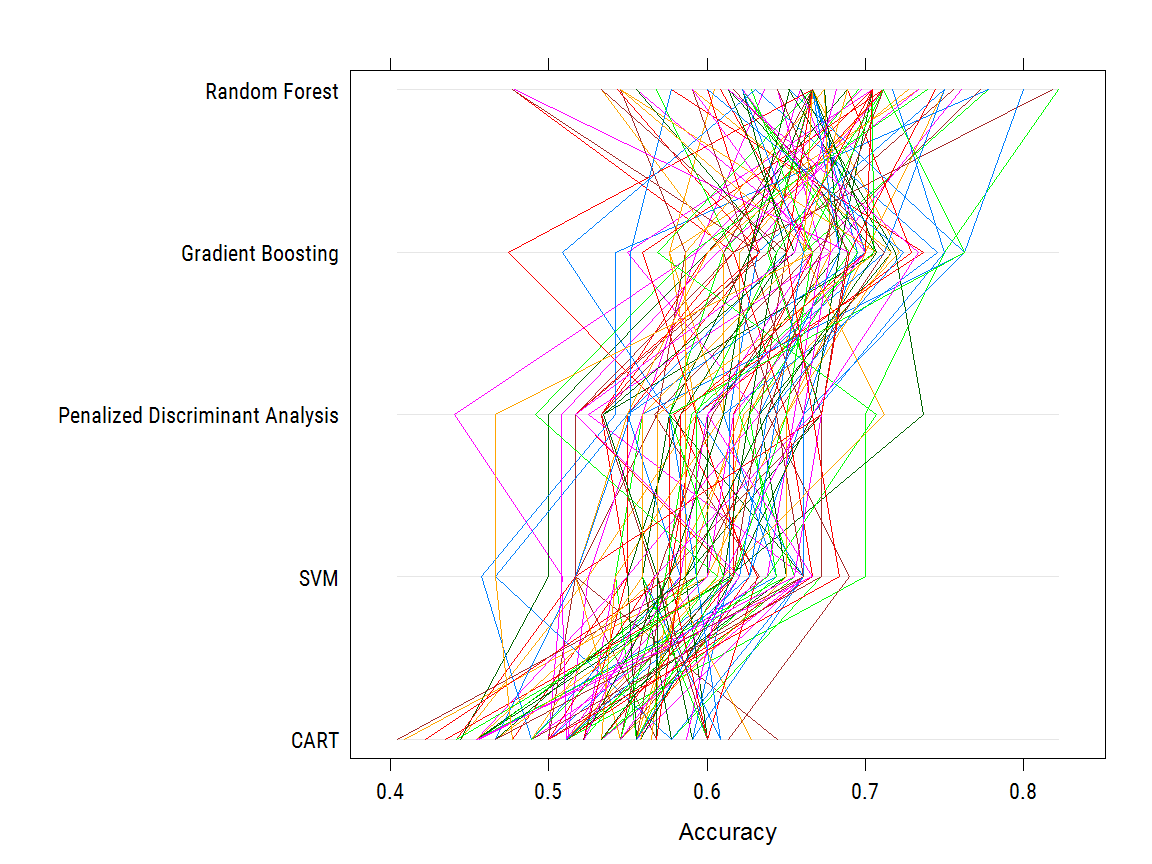 Random Forest
Gradient Boosting
Penalized Discriminant Analysis
SVM
CART
0.4 0.5 0.6 0.7 0.8
Accuracy